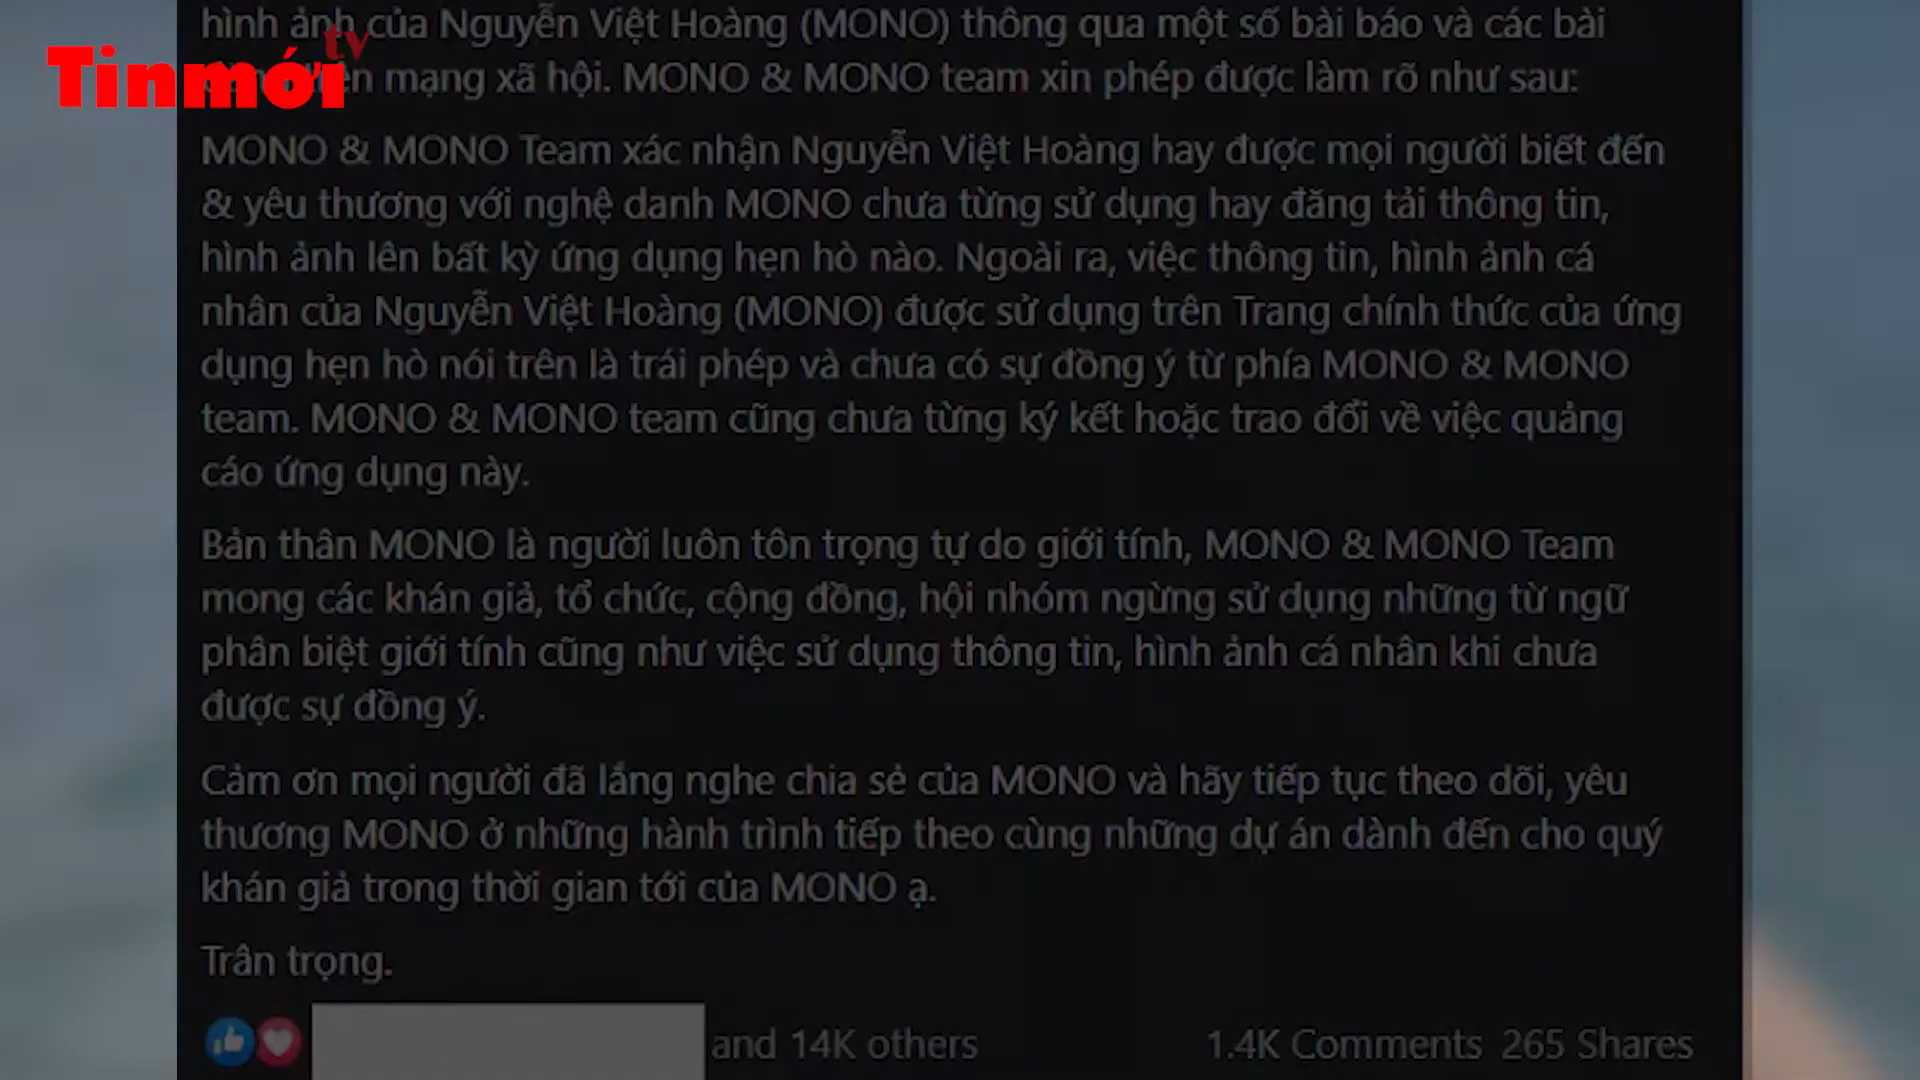 Tinmới tv
hình ảnh của Nguyễn Việt Hoàng (MONO) thông qua một số bài báo và các bài
mạng xã hội. MONO & MONO team xin phép được làm rõ như sau:
MONO & MONO Team xác nhận Nguyễn Việt Hoàng hay được mọi người biết đến
& yêu thương với nghệ danh MONO chưa từng sử dụng hay đăng tải thông tin,
hình ảnh lên bất kỳ ứng dụng hẹn hò nào. Ngoài ra, việc thông tin, hình ảnh cá
nhân của Nguyễn Việt Hoàng (MONO) được sử dụng trên Trang chính thức của ứng
dụng hẹn hò nói trên là trái phép và chưa có sự đồng ý từ phía MONO & MONO
team. MONO & MONO team cũng chưa từng ký kết hoặc trao đổi về việc quảng
cáo ứng dụng này.
Bản thân MONO là người luôn tôn trọng tự do giới tính, MONO & MONO Team
mong các khán giả, tổ chức, cộng đồng, hội nhóm ngừng sử dụng những từ ngữ
phân biệt giới tính cũng như việc sử dụng thông tin, hình ảnh cá nhân khi chưa
được sự đồng ý.
Cảm ơn mọi người đã lắng nghe chia sẻ của MONO và hãy tiếp tục theo dõi, yêu
thương MONO ở những hành trình tiếp theo cùng những dự án dành đến cho quý
khán giả trong thời gian tới của MONO ạ.
Trân trọng.
and 14K others 1.4K Comments 265 Shares